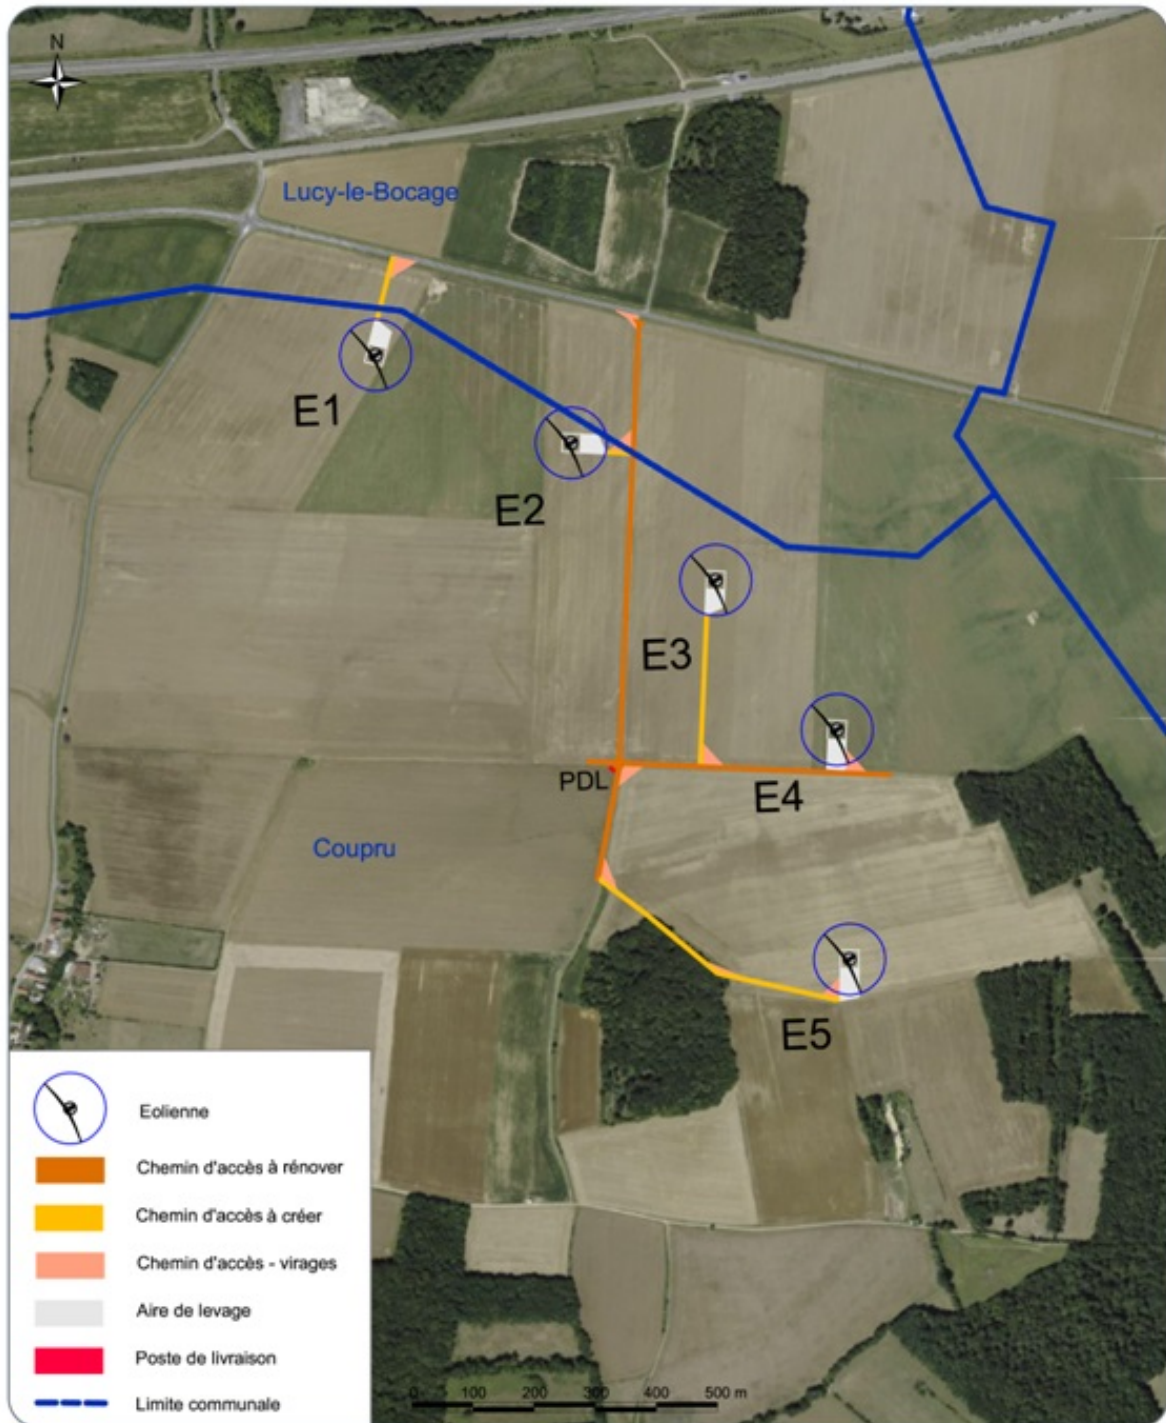 N
Lucy-le-Bocage
E1
E2
E3
PDL
E4
Coupru
E5
Eolienne
Chemin d'accès à rénover
Chemin d'accès à créer
Chemin d'accès - virages
Aire de levage
Poste de livraison
Limite communale
0 100 200 300 400 500 m